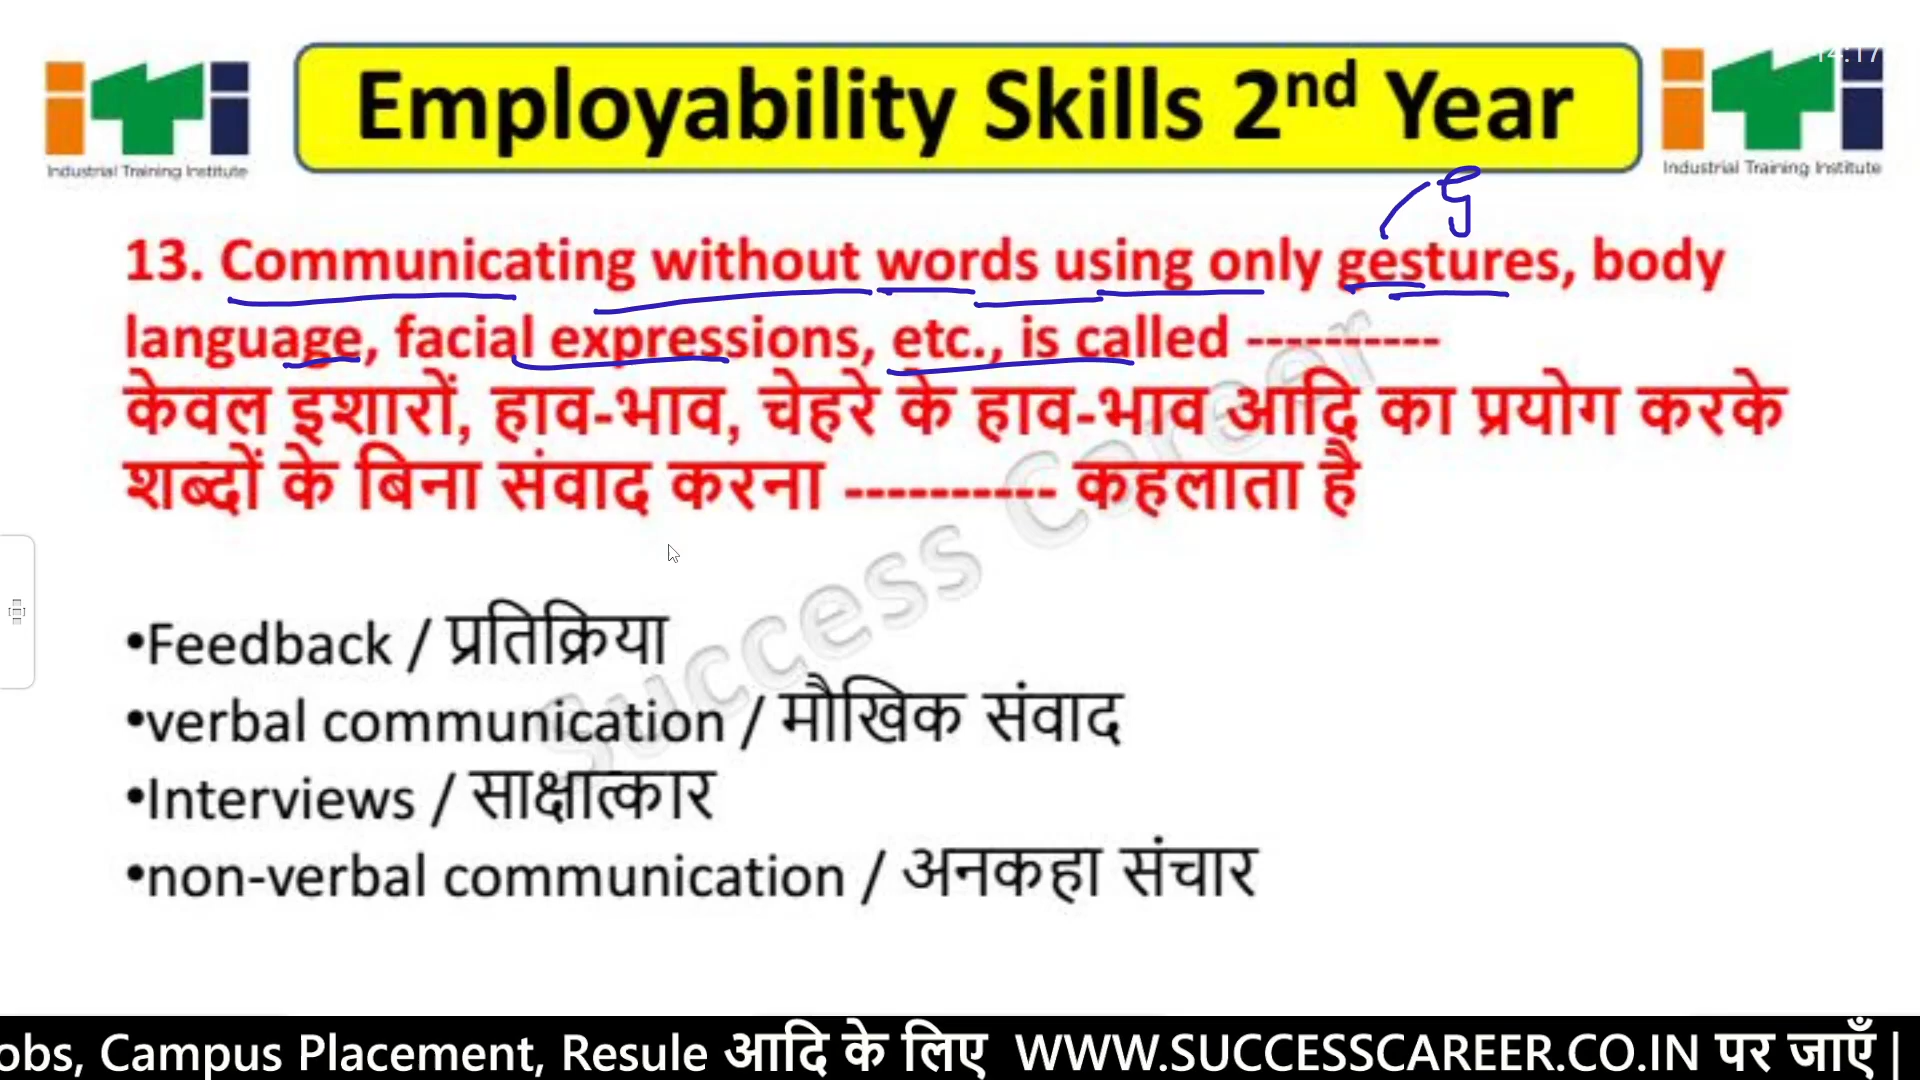 Employability Skills 2nd Year
Industrial Training Institute
Industrial Training Institute
14:17
13. Communicating without words using only gestures, body
language, facial expressions, etc., is called ----------
केवल इशारों, हाव-भाव, चेहरे के हाव-भाव आदि का प्रयोग करके
शब्दों के बिना संवाद करना ---------- कहलाता है
Success Career
•Feedback / प्रतिक्रिया
•verbal communication / मौखिक संवाद
•Interviews / साक्षात्कार
•non-verbal communication / अनकहा संचार
obs, Campus Placement, Resule आदि के लिए WWW.SUCCESSCAREER.CO.IN पर जाएँ |